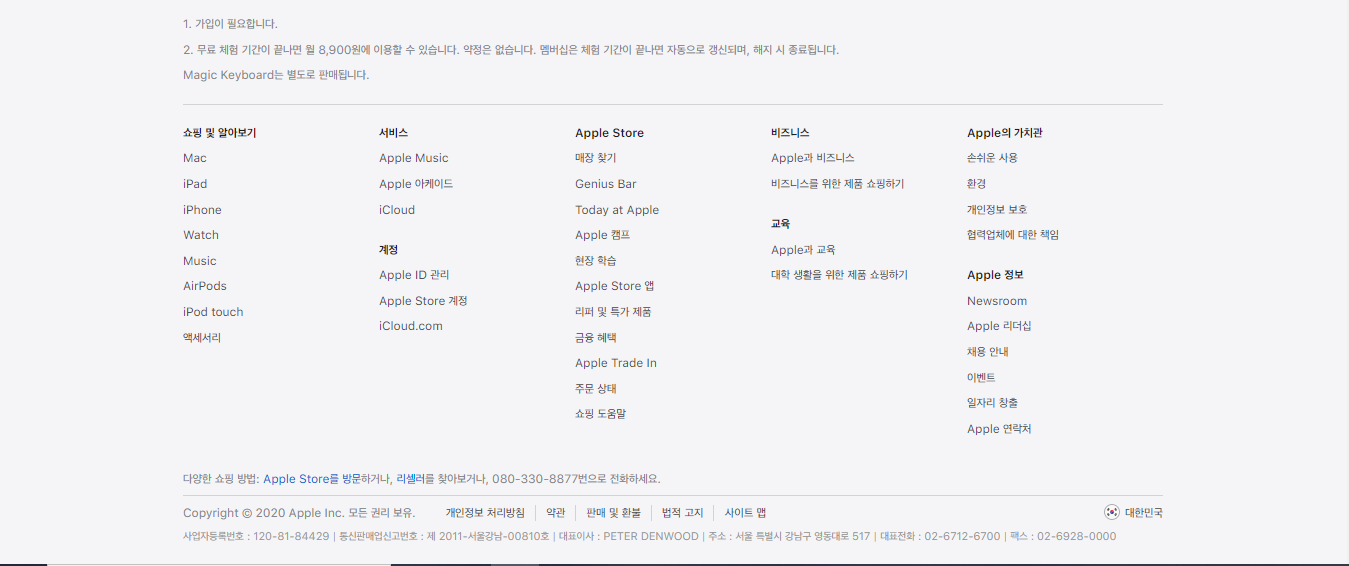 1. 가입이 필요합니다.
2. 무료 체험 기간이 끝나면 월 8,900원에 이용할 수 있습니다. 약정은 없습니다. 멤버십은 체험 기간이 끝나면 자동으로 갱신되며, 해지 시 종료됩니다.
Magic Keyboard는 별도로 판매됩니다.
쇼핑 및 알아보기
Mac
iPad
iPhone
Watch
Music
AirPods
iPod touch
액세서리
서비스
Apple Music
Apple 아케이드
iCloud
계정
Apple ID 관리
Apple Store 계정
iCloud.com
Apple Store
매장 찾기
Genius Bar
Today at Apple
Apple 캠프
현장 학습
Apple Store 앱
리퍼 및 특가 제품
금융 혜택
Apple Trade In
주문 상태
쇼핑 도움말
비즈니스
Apple과 비즈니스
비즈니스를 위한 제품 쇼핑하기
교육
Apple과 교육
대학 생활을 위한 제품 쇼핑하기
Apple의 가치관
손쉬운 사용
환경
개인정보 보호
협력업체에 대한 책임
Apple 정보
Newsroom
Apple 리더십
채용 안내
이벤트
일자리 창출
Apple 연락처
다양한 쇼핑 방법: Apple Store를 방문하거나, 리셀러를 찾아보거나, 080-330-8877번으로 전화하세요.
Copyright © 2020 Apple Inc. 모든 권리 보유. 개인정보 처리방침 | 약관 | 판매 및 환불 | 법적 고지 | 사이트 맵 대한민국
사업자등록번호 : 120-81-84429 | 통신판매업신고번호 : 제 2011-서울강남-00810호 | 대표이사 : PETER DENWOOD | 주소 : 서울 특별시 강남구 영동대로 517 | 대표전화 : 02-6712-6700 | 팩스 : 02-6928-0000